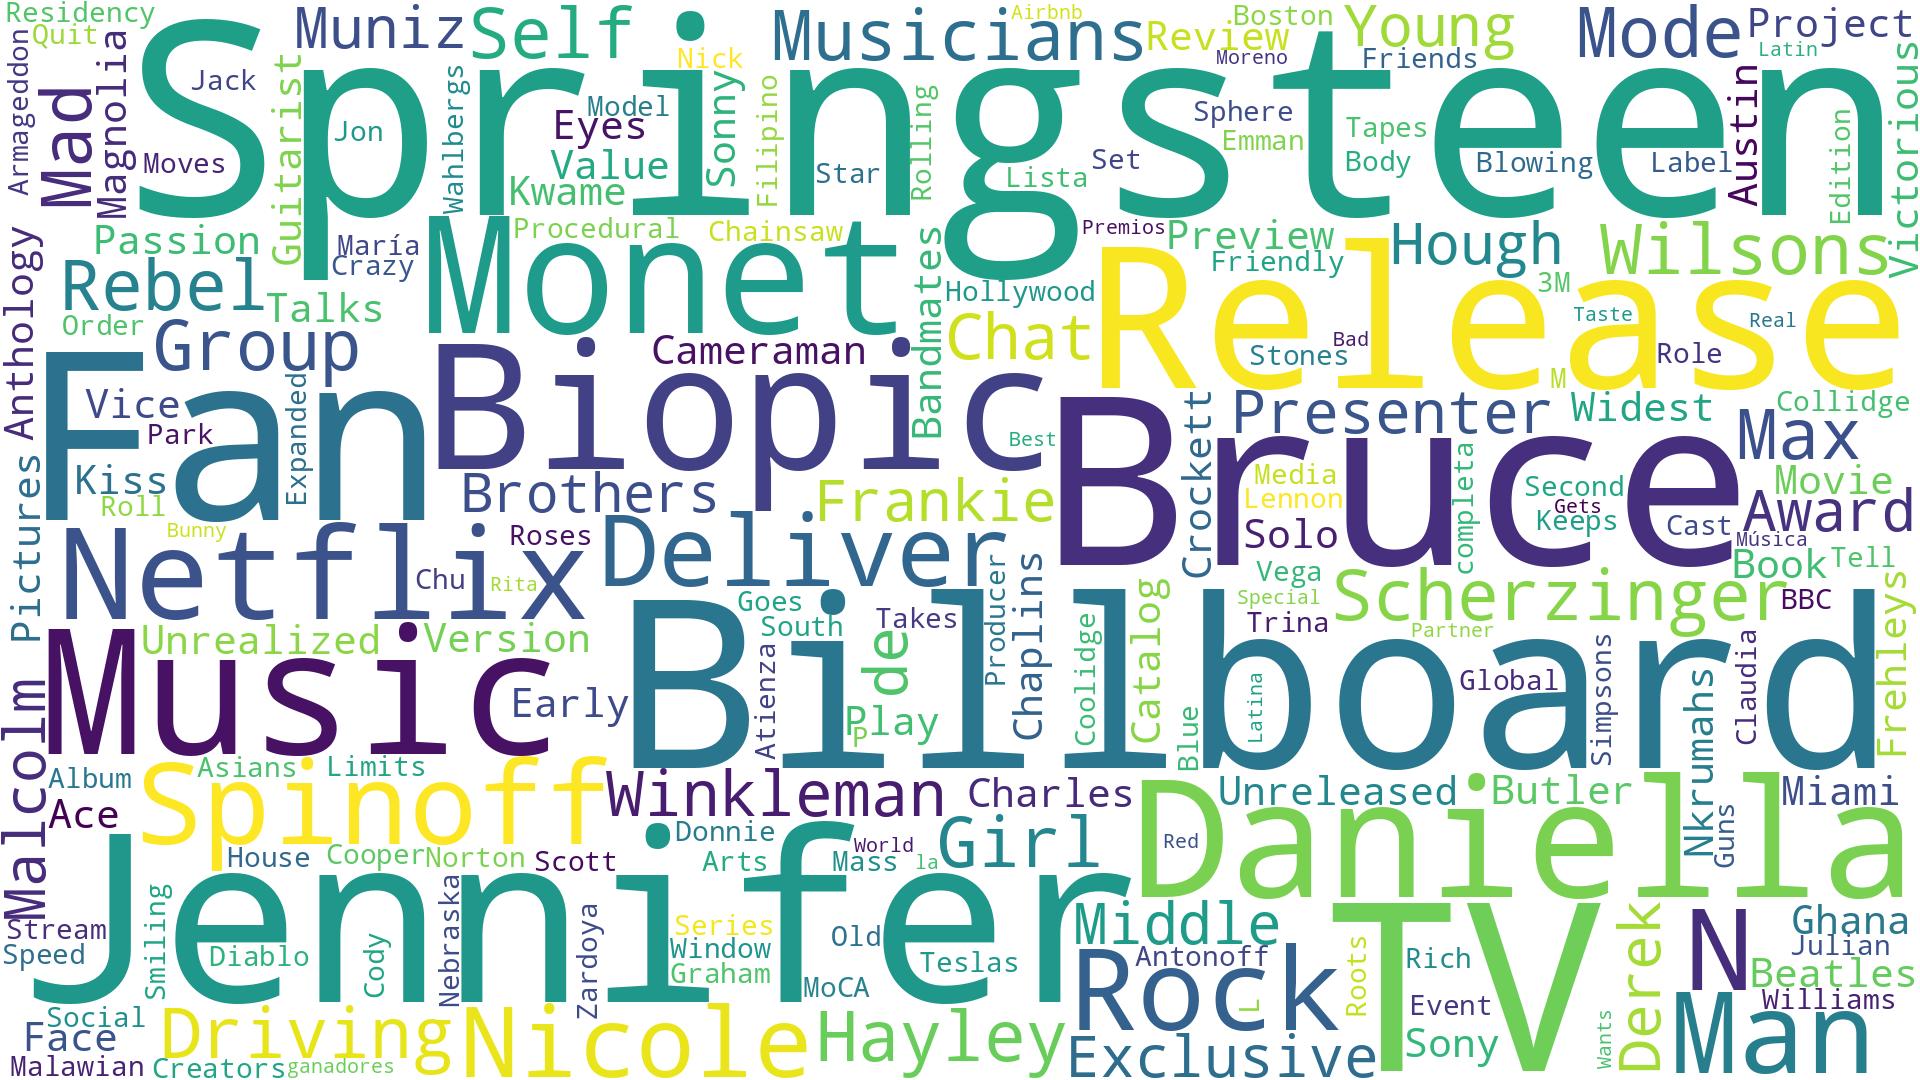 Residency
Quit
Armageddon
Mad
Magnolia
Springsteen
Jack
Moves
Guitarist
Muniz
Self
Jon
Wahlbergs
Nick
Model
Eyes
Value
Kwame
Sonny
Filipino
Musicians
Star
Rolling
Airbnb
Review
Boston
Moreno
Young
Friends
Sphere
Emman
Tapes
Body
Set
Lista
Mode
Project
Latin
Blowing
Label
Austin
Edition
Victorious
Passion
María
Crazy
Rebel
Talks
Order
Anthology
Monet
Procedural
Chainsaw
Bandmates
Premios
Preview
Friendly
Hollywood
Hough
Wilsons
3M
Release
Taste
Real
Bad
Stones
Role
M
Chat
Group
Fan
Vice
Park
Kiss
Roll
Expanded
Biopic
Cameraman
Best
Brothers
Frankie
Bruce
Crockett
Presenter
Widest
Collidge
Max
Movie
Award
Media
Lennon
Solo
completa
Second
Gets
Keeps
Cast
Música
Book
Tell
Pictures
Bunny
Netflix
Roses
Chu
Rita
Deliver
Goes
South
Takes
Producer
Chaplins
Vega
Special
Trina
Scherzinger
BBC
Partner
Music
Unrealized
Version
Early
Billboard
Atienza
de
Play
P
Coolidge
Catalog
Blue
Latina
Global
Simpsons
Nkrumahs
Claudia
Frehleys
Malcolm
Album
Ace
Asians
Limits
Spinoff
Winkleman
Charles
Daniella
Unreleased
Butler
Guns
Miami
Red
Jennifer
House
Cooper
Norton
Scott
Donnie
Arts
World
Mass
la
Girl
Stream
Speed
Smiling
Diablo
Cody
Nebraska
Zardoya
Series
Window
Graham
Old
MoCA
Teslas
Middle
Antonoff
Rock
L
Roots
TV
Rich
Event
Sony
Wants
Derek
N
Ghana
Julian
Beatles
Williams
Man
Social
Face
Malawian
Driving
Creators
ganadores
Nicole
Hayley
Exclusive